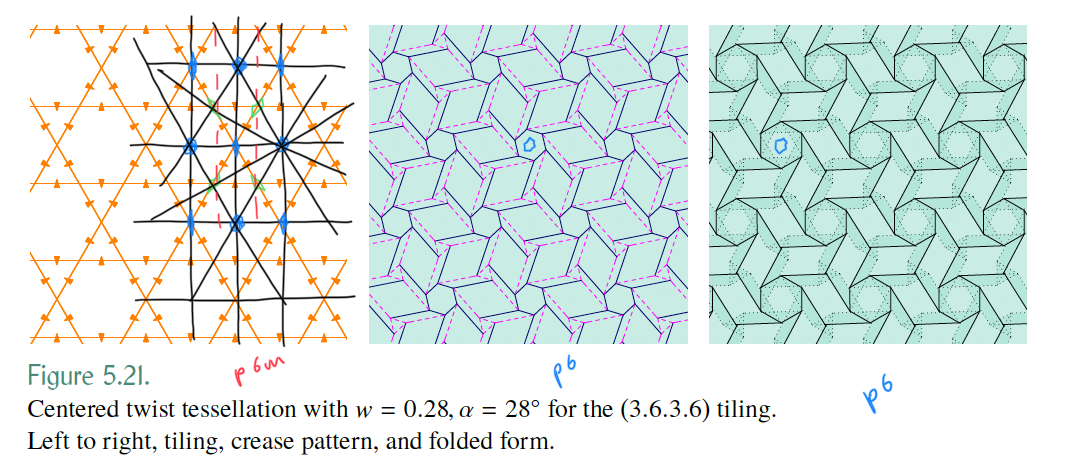 p6m
p6
p6
Figure 5.21.
Centered twist tessellation with w = 0.28, α = 28° for the (3.6.3.6) tiling.
Left to right, tiling, crease pattern, and folded form.